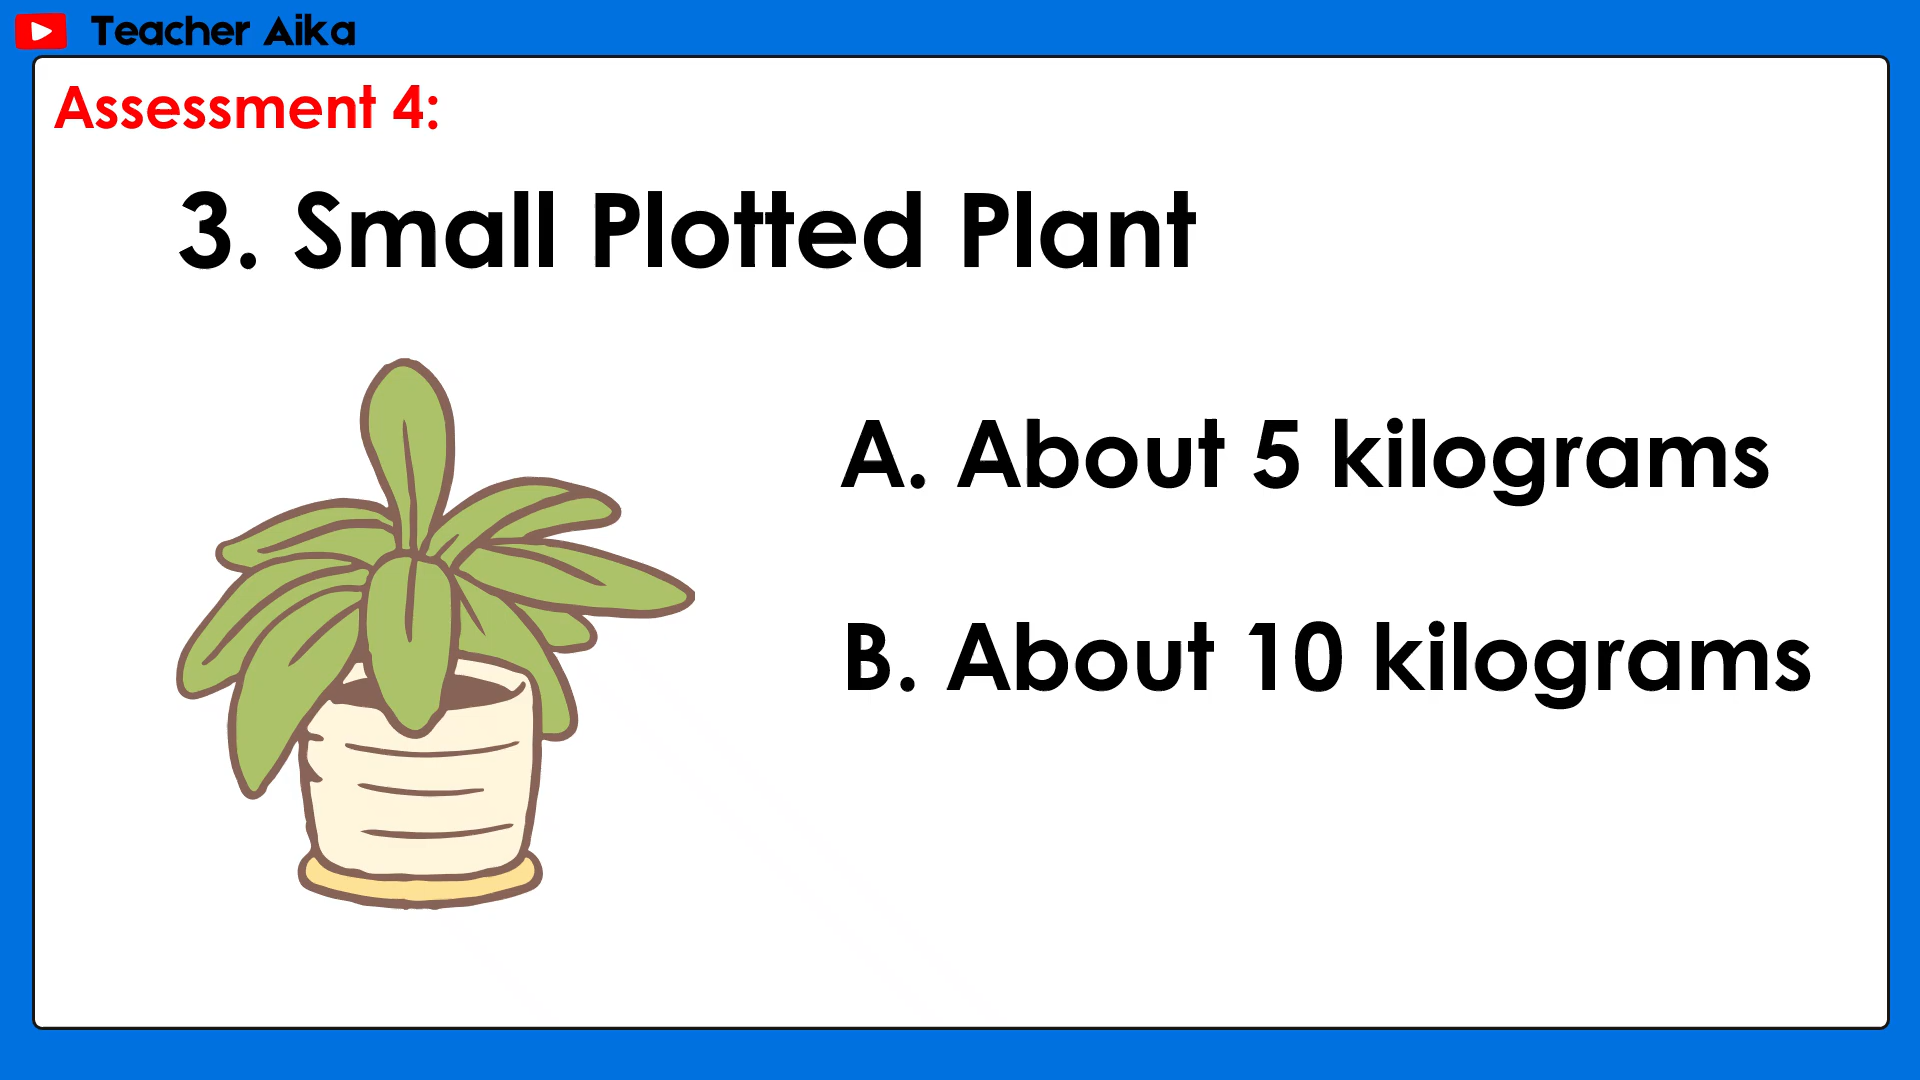 Teacher Aika
Assessment 4:
3. Small Plotted Plant
A. About 5 kilograms
B. About 10 kilograms